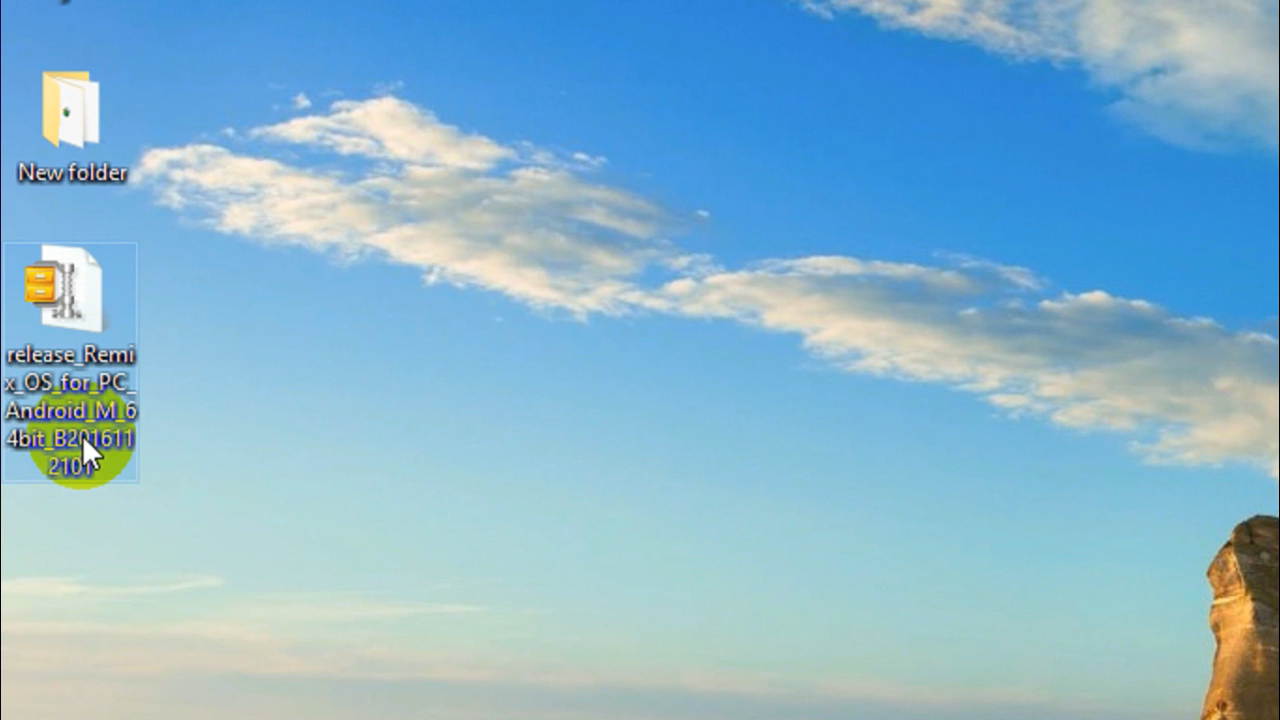 New folder
release_Remi
x_OS_for_PC_
Android_M_6
4bit_B201611
2101